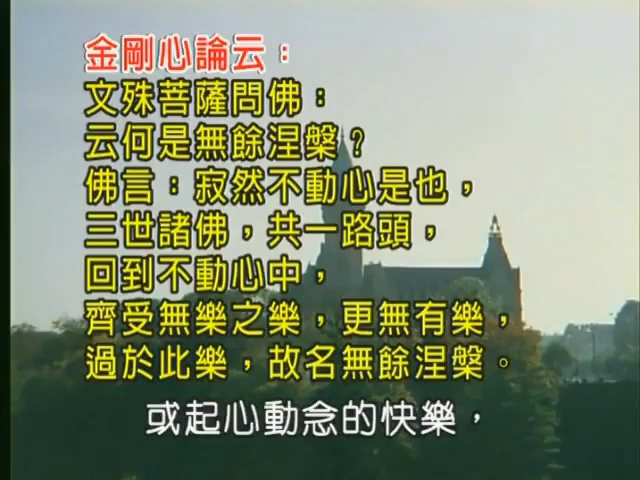 金剛心論云：
文殊菩薩問佛：
云何是無餘涅槃？
佛言：寂然不動心是也，
三世諸佛，共一路頭，
回到不動心中，
齊受無樂之樂，更無有樂，
過於此樂，故名無餘涅槃。
或起心動念的快樂，